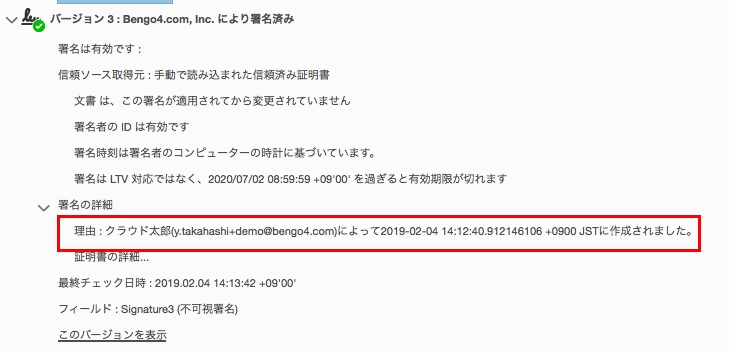 バージョン 3 : Bengo4.com, Inc. により署名済み
署名は有効です :
信頼ソース取得元 : 手動で読み込まれた信頼済み証明書
文書 は、この署名が適用されてから変更されていません
署名者の ID は有効です
署名時刻は署名者のコンピューターの時計に基づいています。
署名は LTV 対応ではなく、2020/07/02 08:59:59 +09'00' を過ぎると有効期限が切れます
署名の詳細
理由 : クラウド太郎(y.takahashi+demo@bengo4.com)によって2019-02-04 14:12:40.912146106 +0900 JSTに作成されました。
証明書の詳細...
最終チェック日時 : 2019.02.04 14:13:42 +09'00'
フィールド : Signature3 (不可視署名)
このバージョンを表示